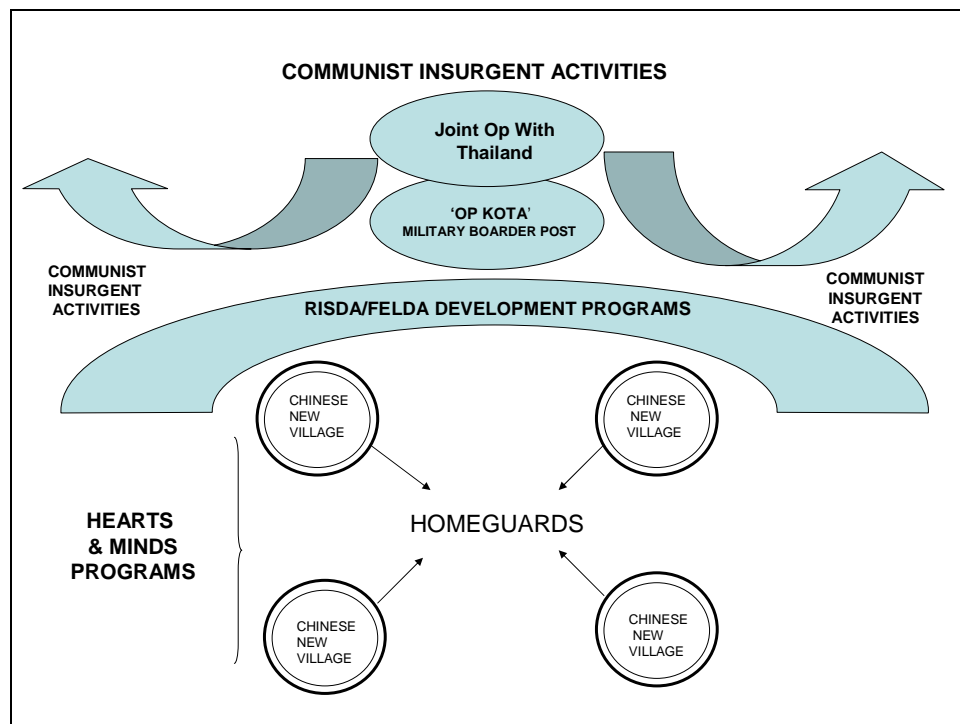 COMMUNIST INSURGENT ACTIVITIES
Joint Op With
Thailand
‘OP KOTA’
MILITARY BOARDER POST
COMMUNIST
INSURGENT
ACTIVITIES
COMMUNIST
INSURGENT
ACTIVITIES
RISDA/FELDA DEVELOPMENT PROGRAMS
CHINESE
NEW
VILLAGE
CHINESE
NEW
VILLAGE
HEARTS
& MINDS
PROGRAMS
HOMEGUARDS
CHINESE
NEW
VILLAGE
CHINESE
NEW
VILLAGE